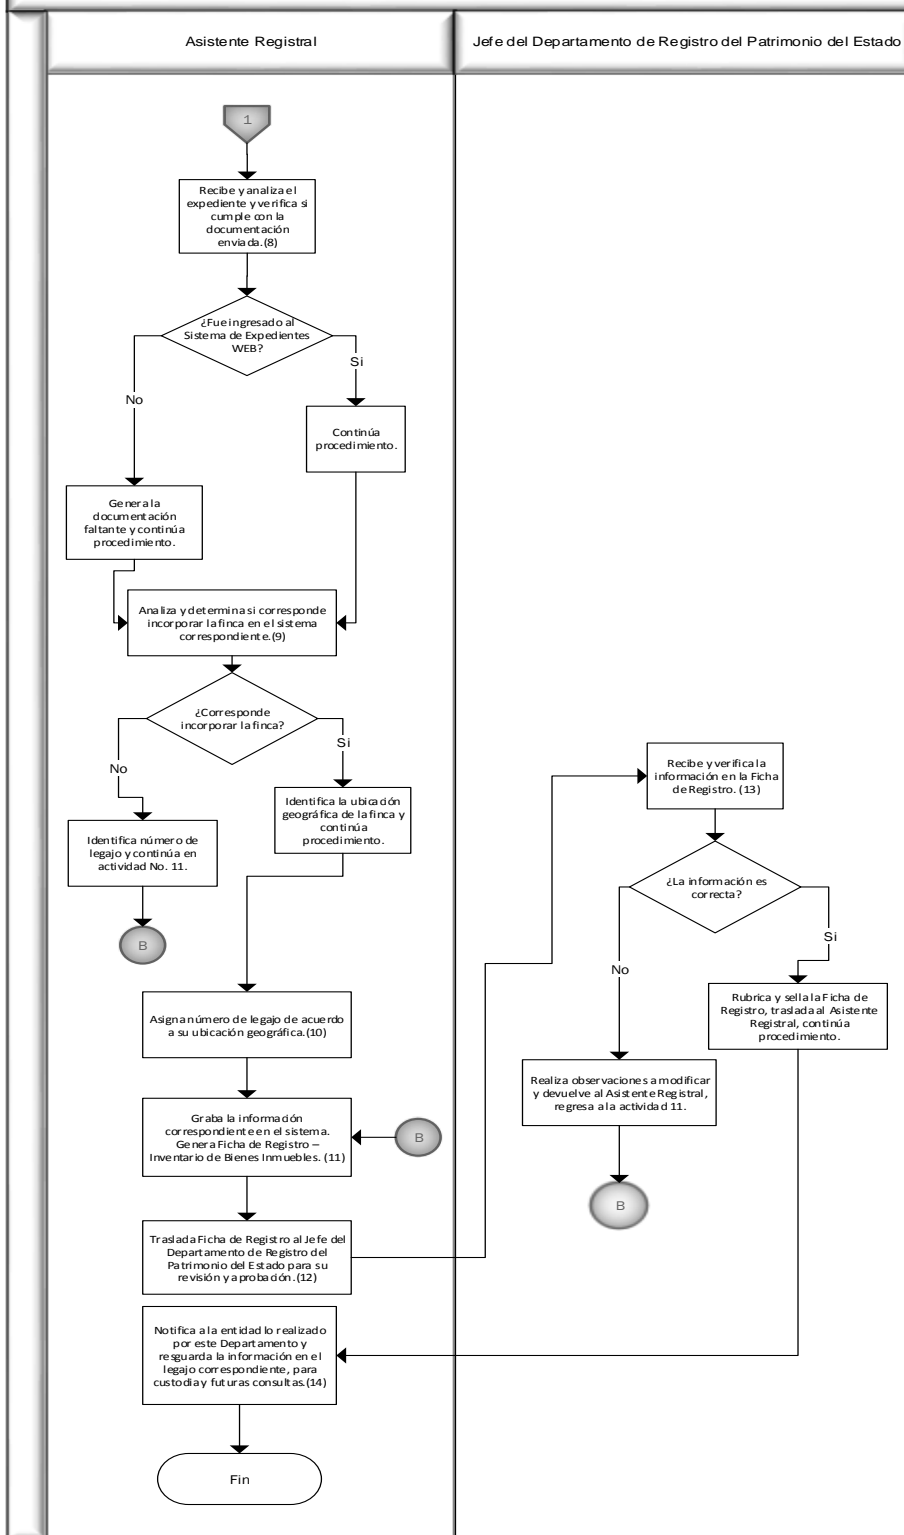 Asistente Registral
Jefe del Departamento de Registro del Patrimonio del Estado
1
Recibe y analiza el
expediente y verifica si
cumple con la
documentación
enviada.(8)
¿Fue ingresado al
Sistema de Expedientes
WEB?
Si
No
Continúa
procedimiento.
Genera la
documentación
faltante y continúa
procedimiento.
Analiza y determina si corresponde
incorporar la finca en el sistema
correspondiente.(9)
¿Corresponde
incorporar la finca?
Si
No
Identifica la ubicación
geográfica de la finca y
continúa
procedimiento.
Identifica número de
legajo y continúa en
actividad No. 11.
B
Asigna número de legajo de acuerdo
a su ubicación geográfica.(10)
Graba la información
correspondiente en el sistema.
Genera Ficha de Registro –
Inventario de Bienes Inmuebles. (11)
B
Traslada Ficha de Registro al Jefe del
Departamento de Registro del
Patrimonio del Estado para su
revisión y aprobación.(12)
Recibe y verifica la
información en la Ficha
de Registro. (13)
¿La información es
correcta?
Si
No
Rubrica y sella la Ficha de
Registro, traslada al Asistente
Registral, continúa
procedimiento.
Realiza observaciones a modificar
y devuelve al Asistente Registral,
regresa a la actividad 11.
B
Notifica a la entidad lo realizado
por este Departamento y
resguarda la información en el
legajo correspondiente, para
custodia y futuras consultas.(14)
Fin